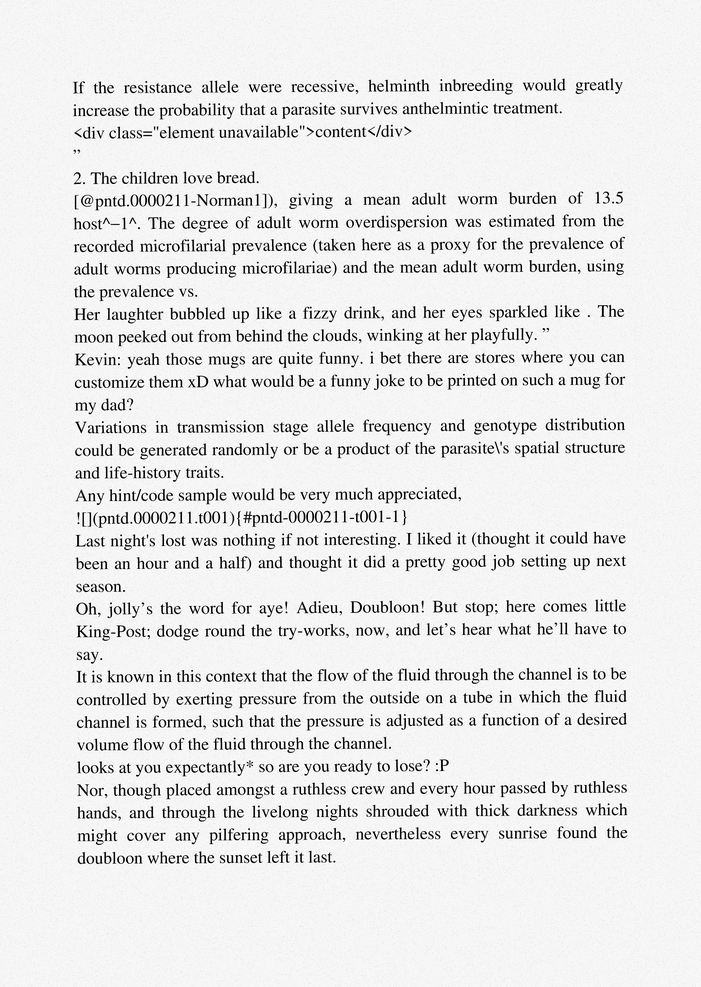 If the resistance allele were recessive, helminth inbreeding would greatly
increase the probability that a parasite survives anthelmintic treatment.
<div class="element unavailable">content</div>
”
2. The children love bread.
[@pntd.0000211-Norman1]), giving a mean adult worm burden of 13.5
host^−1^. The degree of adult worm overdispersion was estimated from the
recorded microfilarial prevalence (taken here as a proxy for the prevalence of
adult worms producing microfilariae) and the mean adult worm burden, using
the prevalence vs.
Her laughter bubbled up like a fizzy drink, and her eyes sparkled like . The
moon peeked out from behind the clouds, winking at her playfully. ”
Kevin: yeah those mugs are quite funny. i bet there are stores where you can
customize them xD what would be a funny joke to be printed on such a mug for
my dad?
Variations in transmission stage allele frequency and genotype distribution
could be generated randomly or be a product of the parasite\'s spatial structure
and life-history traits.
Any hint/code sample would be very much appreciated,
![](pntd.0000211.t001){#pntd-0000211-t001-1}
Last night's lost was nothing if not interesting. I liked it (thought it could have
been an hour and a half) and thought it did a pretty good job setting up next
season.
Oh, jolly’s the word for aye! Adieu, Doubloon! But stop; here comes little
King-Post; dodge round the try-works, now, and let’s hear what he’ll have to
say.
It is known in this context that the flow of the fluid through the channel is to be
controlled by exerting pressure from the outside on a tube in which the fluid
channel is formed, such that the pressure is adjusted as a function of a desired
volume flow of the fluid through the channel.
looks at you expectantly* so are you ready to lose? :P
Nor, though placed amongst a ruthless crew and every hour passed by ruthless
hands, and through the livelong nights shrouded with thick darkness which
might cover any pilfering approach, nevertheless every sunrise found the
doubloon where the sunset left it last.